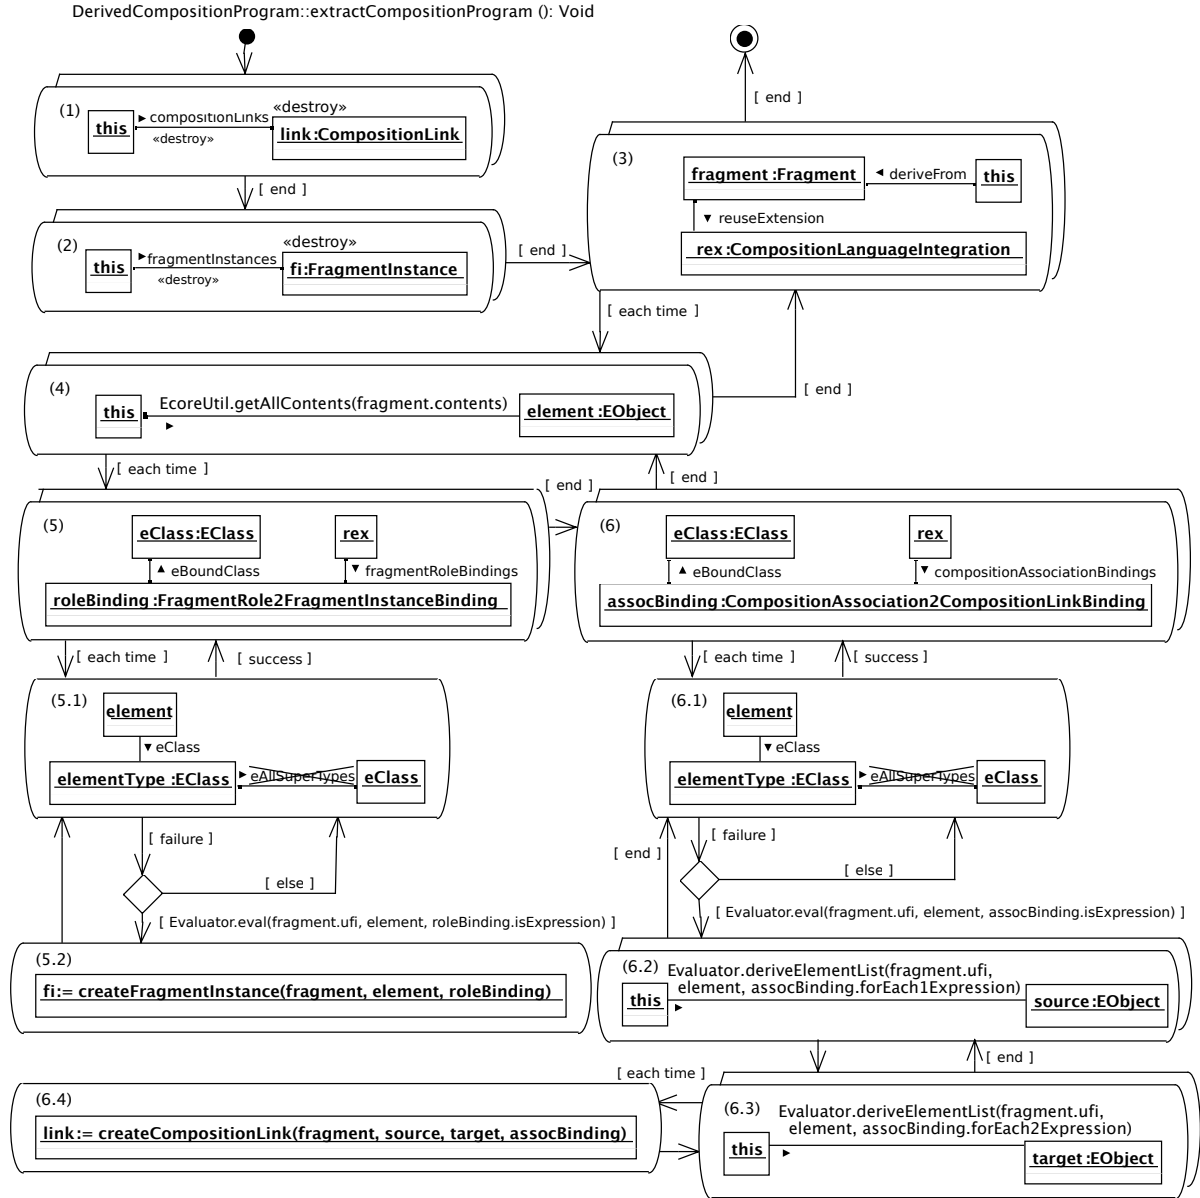 DerivedCompositionProgram::extractCompositionProgram (): Void
(1)
this
compositionLinks
«destroy»
«destroy»
link:CompositionLink
[ end ]
(2)
this
fragmentInstances
«destroy»
«destroy»
fi:FragmentInstance
[ end ]
[ end ]
(3)
fragment :Fragment
deriveFrom
this
reuseExtension
rex:CompositionLanguageIntegration
[ each time ]
[ end ]
(4)
this
EcoreUtil.getAllContents(fragment.contents)
element :EObject
[ each time ]
[ end ]
[ end ]
(5)
eClass:EClass
rex
eBoundClass
fragmentRoleBindings
roleBinding :FragmentRole2FragmentInstanceBinding
[ each time ]
[ success ]
(6)
eClass:EClass
rex
eBoundClass
compositionAssociationBindings
assocBinding:CompositionAssociation2CompositionLinkBinding
[ each time ]
[ success ]
(5.1)
element
eClass
elementType :EClass
eAllSuperTypes
eClass
[ failure ]
[ else ]
[ Evaluator.eval(fragment.ufi, element, roleBinding.isExpression) ]
(5.2)
fi:= createFragmentInstance(fragment, element, roleBinding)
(6.1)
element
eClass
elementType :EClass
eAllSuperTypes
eClass
[ end ]
[ failure ]
[ else ]
[ Evaluator.eval(fragment.ufi, element, assocBinding.isExpression) ]
(6.2)
Evaluator.deriveElementList(fragment.ufi,
element, assocBinding.forEach1Expression)
this
source:EObject
[ each time ]
[ end ]
(6.3)
Evaluator.deriveElementList(fragment.ufi,
element, assocBinding.forEach2Expression)
this
target:EObject
(6.4)
link:= createCompositionLink(fragment, source, target, assocBinding)